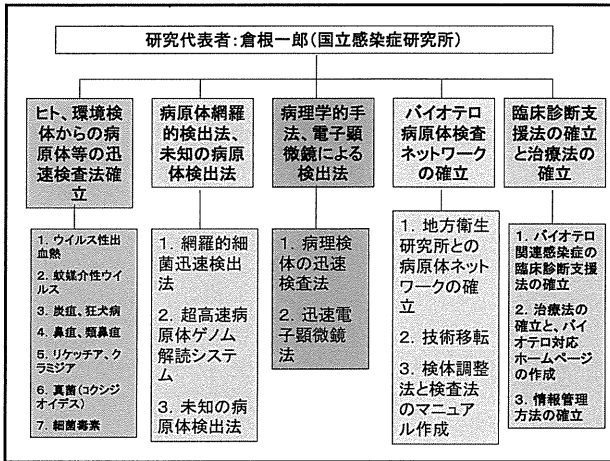 研究代表者：倉根一郎（国立感染症研究所）
ヒト、環境検
体からの病
原体等の迅
速検査法確
立
病原体網羅
的検出法、
未知の病原
体検出法
病理学的手
法、電子顕
微鏡による
検出法
バイオテロ
病原体検査
ネットワーク
の確立
臨床診断支
援法の確立
と治療法の
確立
1. ウイルス性出
血熱
2. 蚊媒介性ウイ
ルス
3. 炭疽、狂犬病
4. 鼻疽、類鼻疽
5. リケッチア、ク
ラミジア
6. 真菌（コクシジ
オイデス）
7. 細菌毒素
1. 網羅的細
菌迅速検出
法
2. 超高速病
原体ゲノム
解読システ
ム
3. 未知の病
原体検出法
1. 病理検
体の迅速
検査法
2. 迅速電
子顕微鏡
法
1. 地方衛生
研究所との
病原体ネット
ワークの確
立
2. 技術移転
3. 検体調整
法と検査法
のマニュア
ル作成
1. バイオテロ
関連感染症の
臨床診断支援
法の確立
2. 治療法の
確立と、バイ
オテロ対応
ホームページ
の作成
3. 情報管理
方法の確立